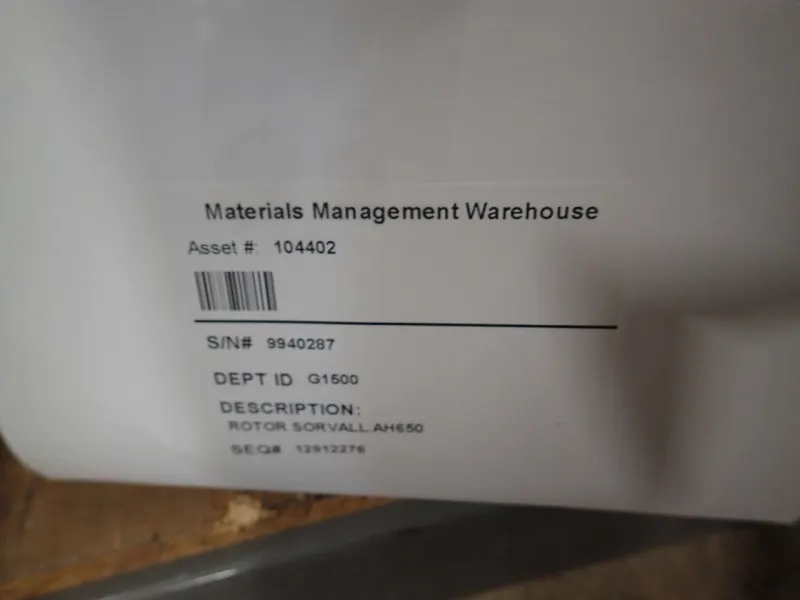 Materials Management Warehouse
Asset #: 104402
S/N# 9940287
DEPT ID G1500
DESCRIPTION:
ROTOR SORVALL AH650
SEQ# 12912276